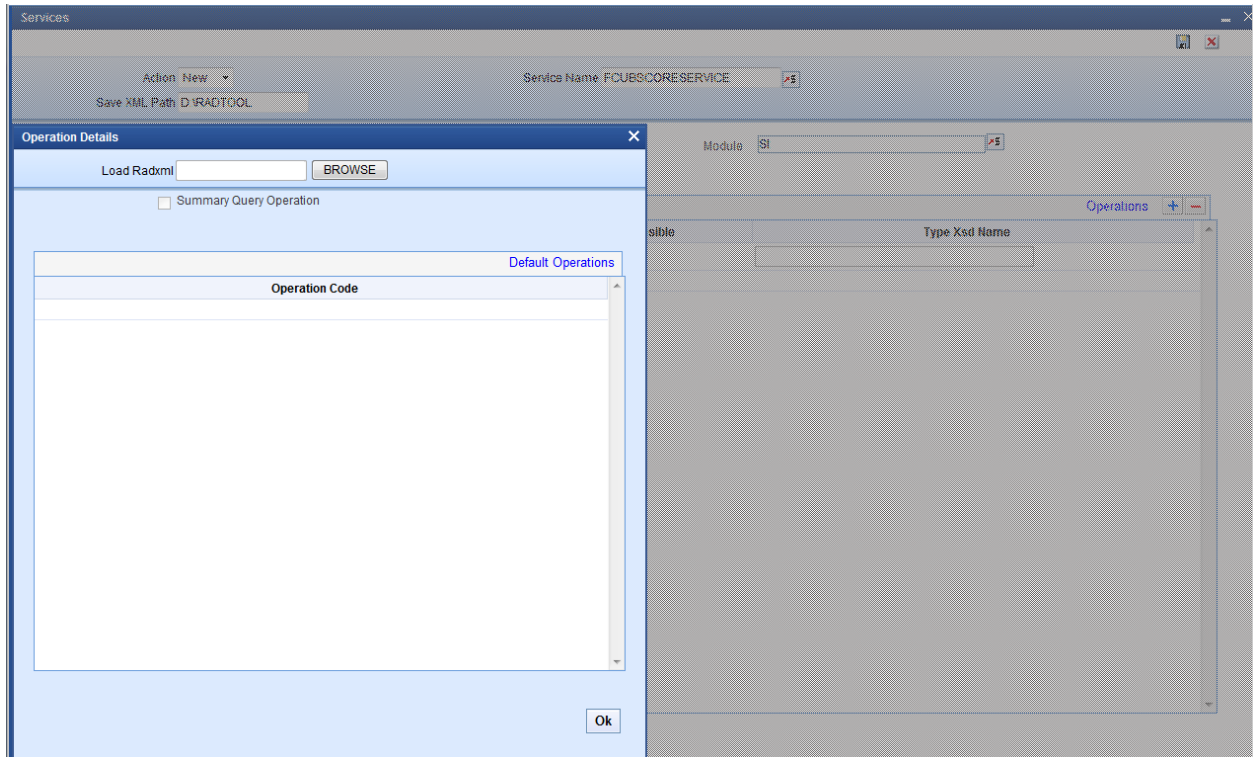 Services
Action New
Service Name FCUBSCORESERVICE
Save XML Path D:\RADTOOL
Operation Details
Module SI
Load Radxml BROWSE
Summary Query Operation
Operations
sible
Type Xsd Name
Default Operations
Operation Code
Ok